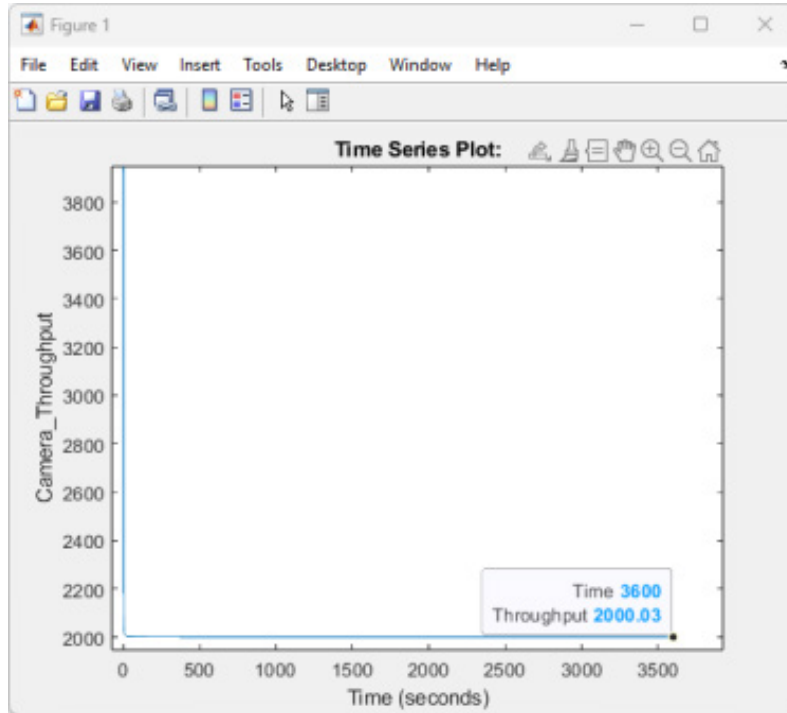 Figure 1
File Edit View Insert Tools Desktop Window Help
Time Series Plot:
3800
3600
3400
3200
3000
2800
2600
2400
2200
2000
Camera_Throughput
Time 3600
Throughput 2000.03
0 500 1000 1500 2000 2500 3000 3500
Time (seconds)